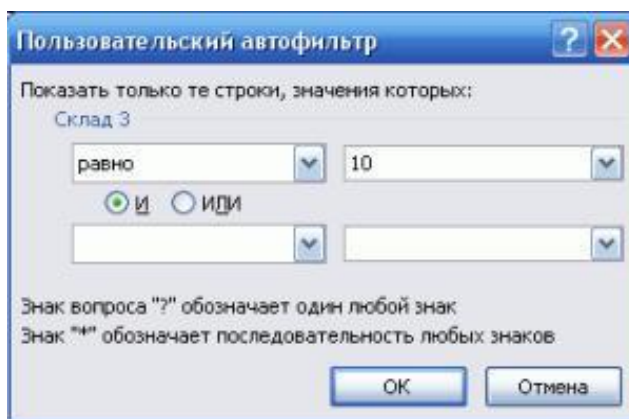 Пользовательский автофильтр
Показать только те строки, значения которых:
Склад 3
равно 10
И ИЛИ
Знак вопроса "?" обозначает один любой знак
Знак "*" обозначает последовательность любых знаков
ОК Отмена